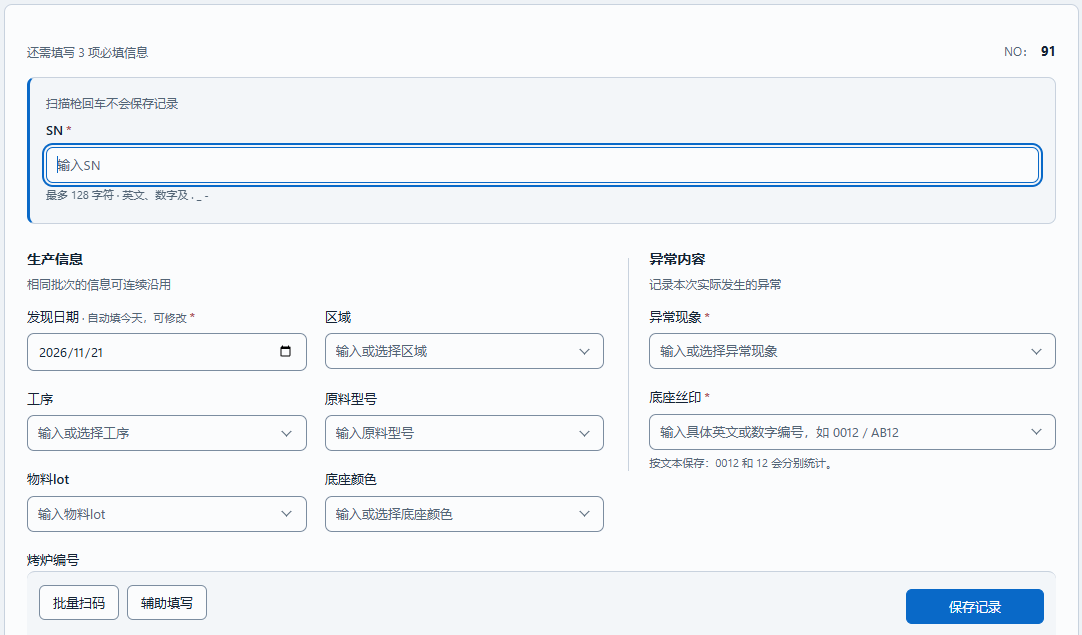 还需填写 3 项必填信息
NO: 91
扫描枪回车不会保存记录
SN *
输入SN
最多 128 字符 · 英文、数字及 . _ -
生产信息
相同批次的信息可连续沿用
发现日期 · 自动填今天，可修改 *
2026/11/21
区域
输入或选择区域
工序
输入或选择工序
原料型号
输入原料型号
物料lot
输入物料lot
底座颜色
输入或选择底座颜色
烤炉编号
异常内容
记录本次实际发生的异常
异常现象 *
输入或选择异常现象
底座丝印 *
输入具体英文或数字编号，如 0012 / AB12
按文本保存：0012 和 12 会分别统计。
批量扫码
辅助填写
保存记录